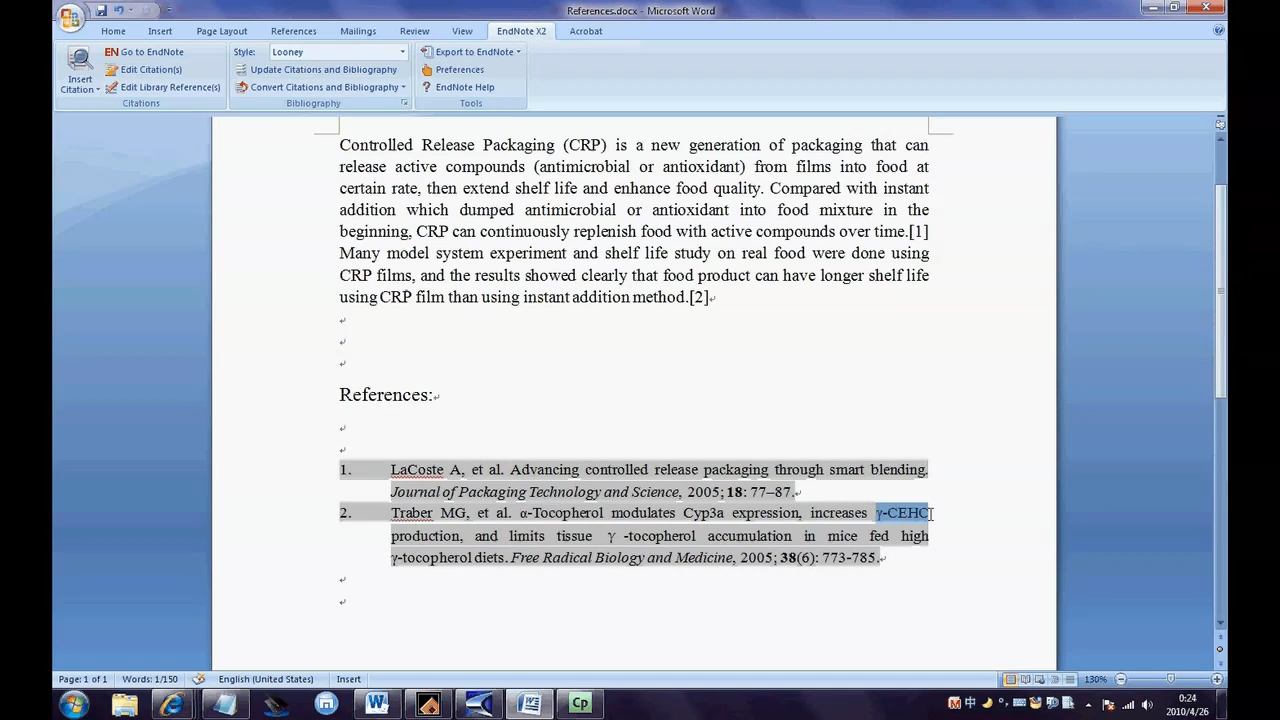 References.docx - Microsoft Word
Home Insert Page Layout References Mailings Review View EndNote X2 Acrobat
Insert Citation
EN Go to EndNote
Edit Citation(s)
Edit Library Reference(s)
Citations
Style: Looney
Update Citations and Bibliography
Convert Citations and Bibliography
Bibliography
Export to EndNote
Preferences
EndNote Help
Tools
Controlled Release Packaging (CRP) is a new generation of packaging that can
release active compounds (antimicrobial or antioxidant) from films into food at
certain rate, then extend shelf life and enhance food quality. Compared with instant
addition which dumped antimicrobial or antioxidant into food mixture in the
beginning, CRP can continuously replenish food with active compounds over time.[1]
Many model system experiment and shelf life study on real food were done using
CRP films, and the results showed clearly that food product can have longer shelf life
using CRP film than using instant addition method.[2]
References:
1. LaCoste A, et al. Advancing controlled release packaging through smart blending.
Journal of Packaging Technology and Science, 2005; 18: 77–87.
2. Traber MG, et al. α-Tocopherol modulates Cyp3a expression, increases γ-CEHC
production, and limits tissue γ -tocopherol accumulation in mice fed high
γ-tocopherol diets. Free Radical Biology and Medicine, 2005; 38(6): 773-785.
Page: 1 of 1 Words: 1/150 English (United States) Insert 130%
W Cp 中 0:24
2010/4/26